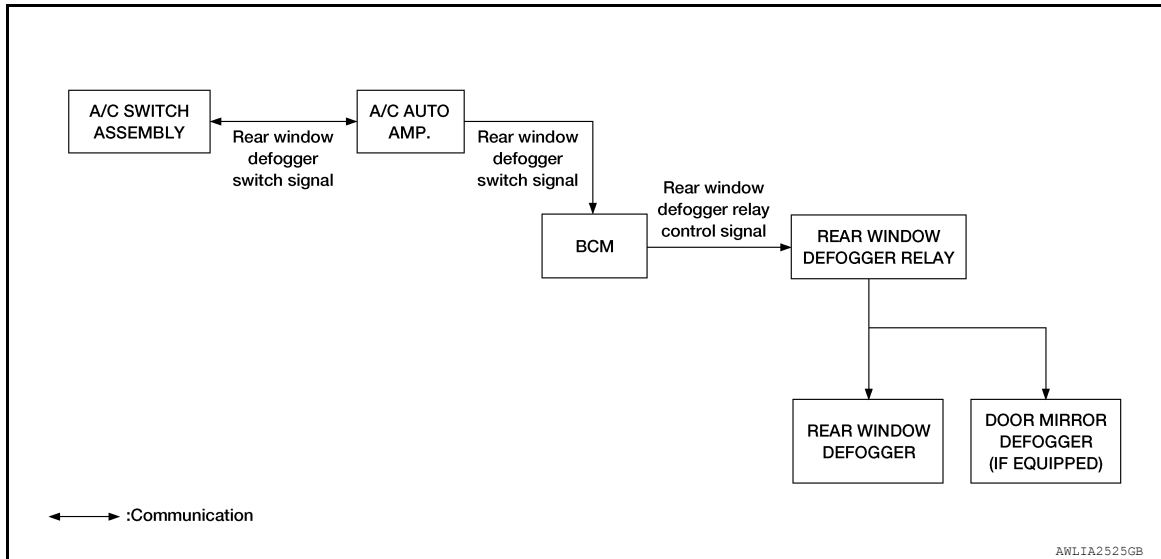 A/C SWITCH
ASSEMBLY
Rear window
defogger
switch signal
A/C AUTO
AMP.
Rear window
defogger
switch signal
BCM
Rear window
defogger relay
control signal
REAR WINDOW
DEFOGGER RELAY
REAR WINDOW
DEFOGGER
DOOR MIRROR
DEFOGGER
(IF EQUIPPED)
:Communication
AWLIA2525GB